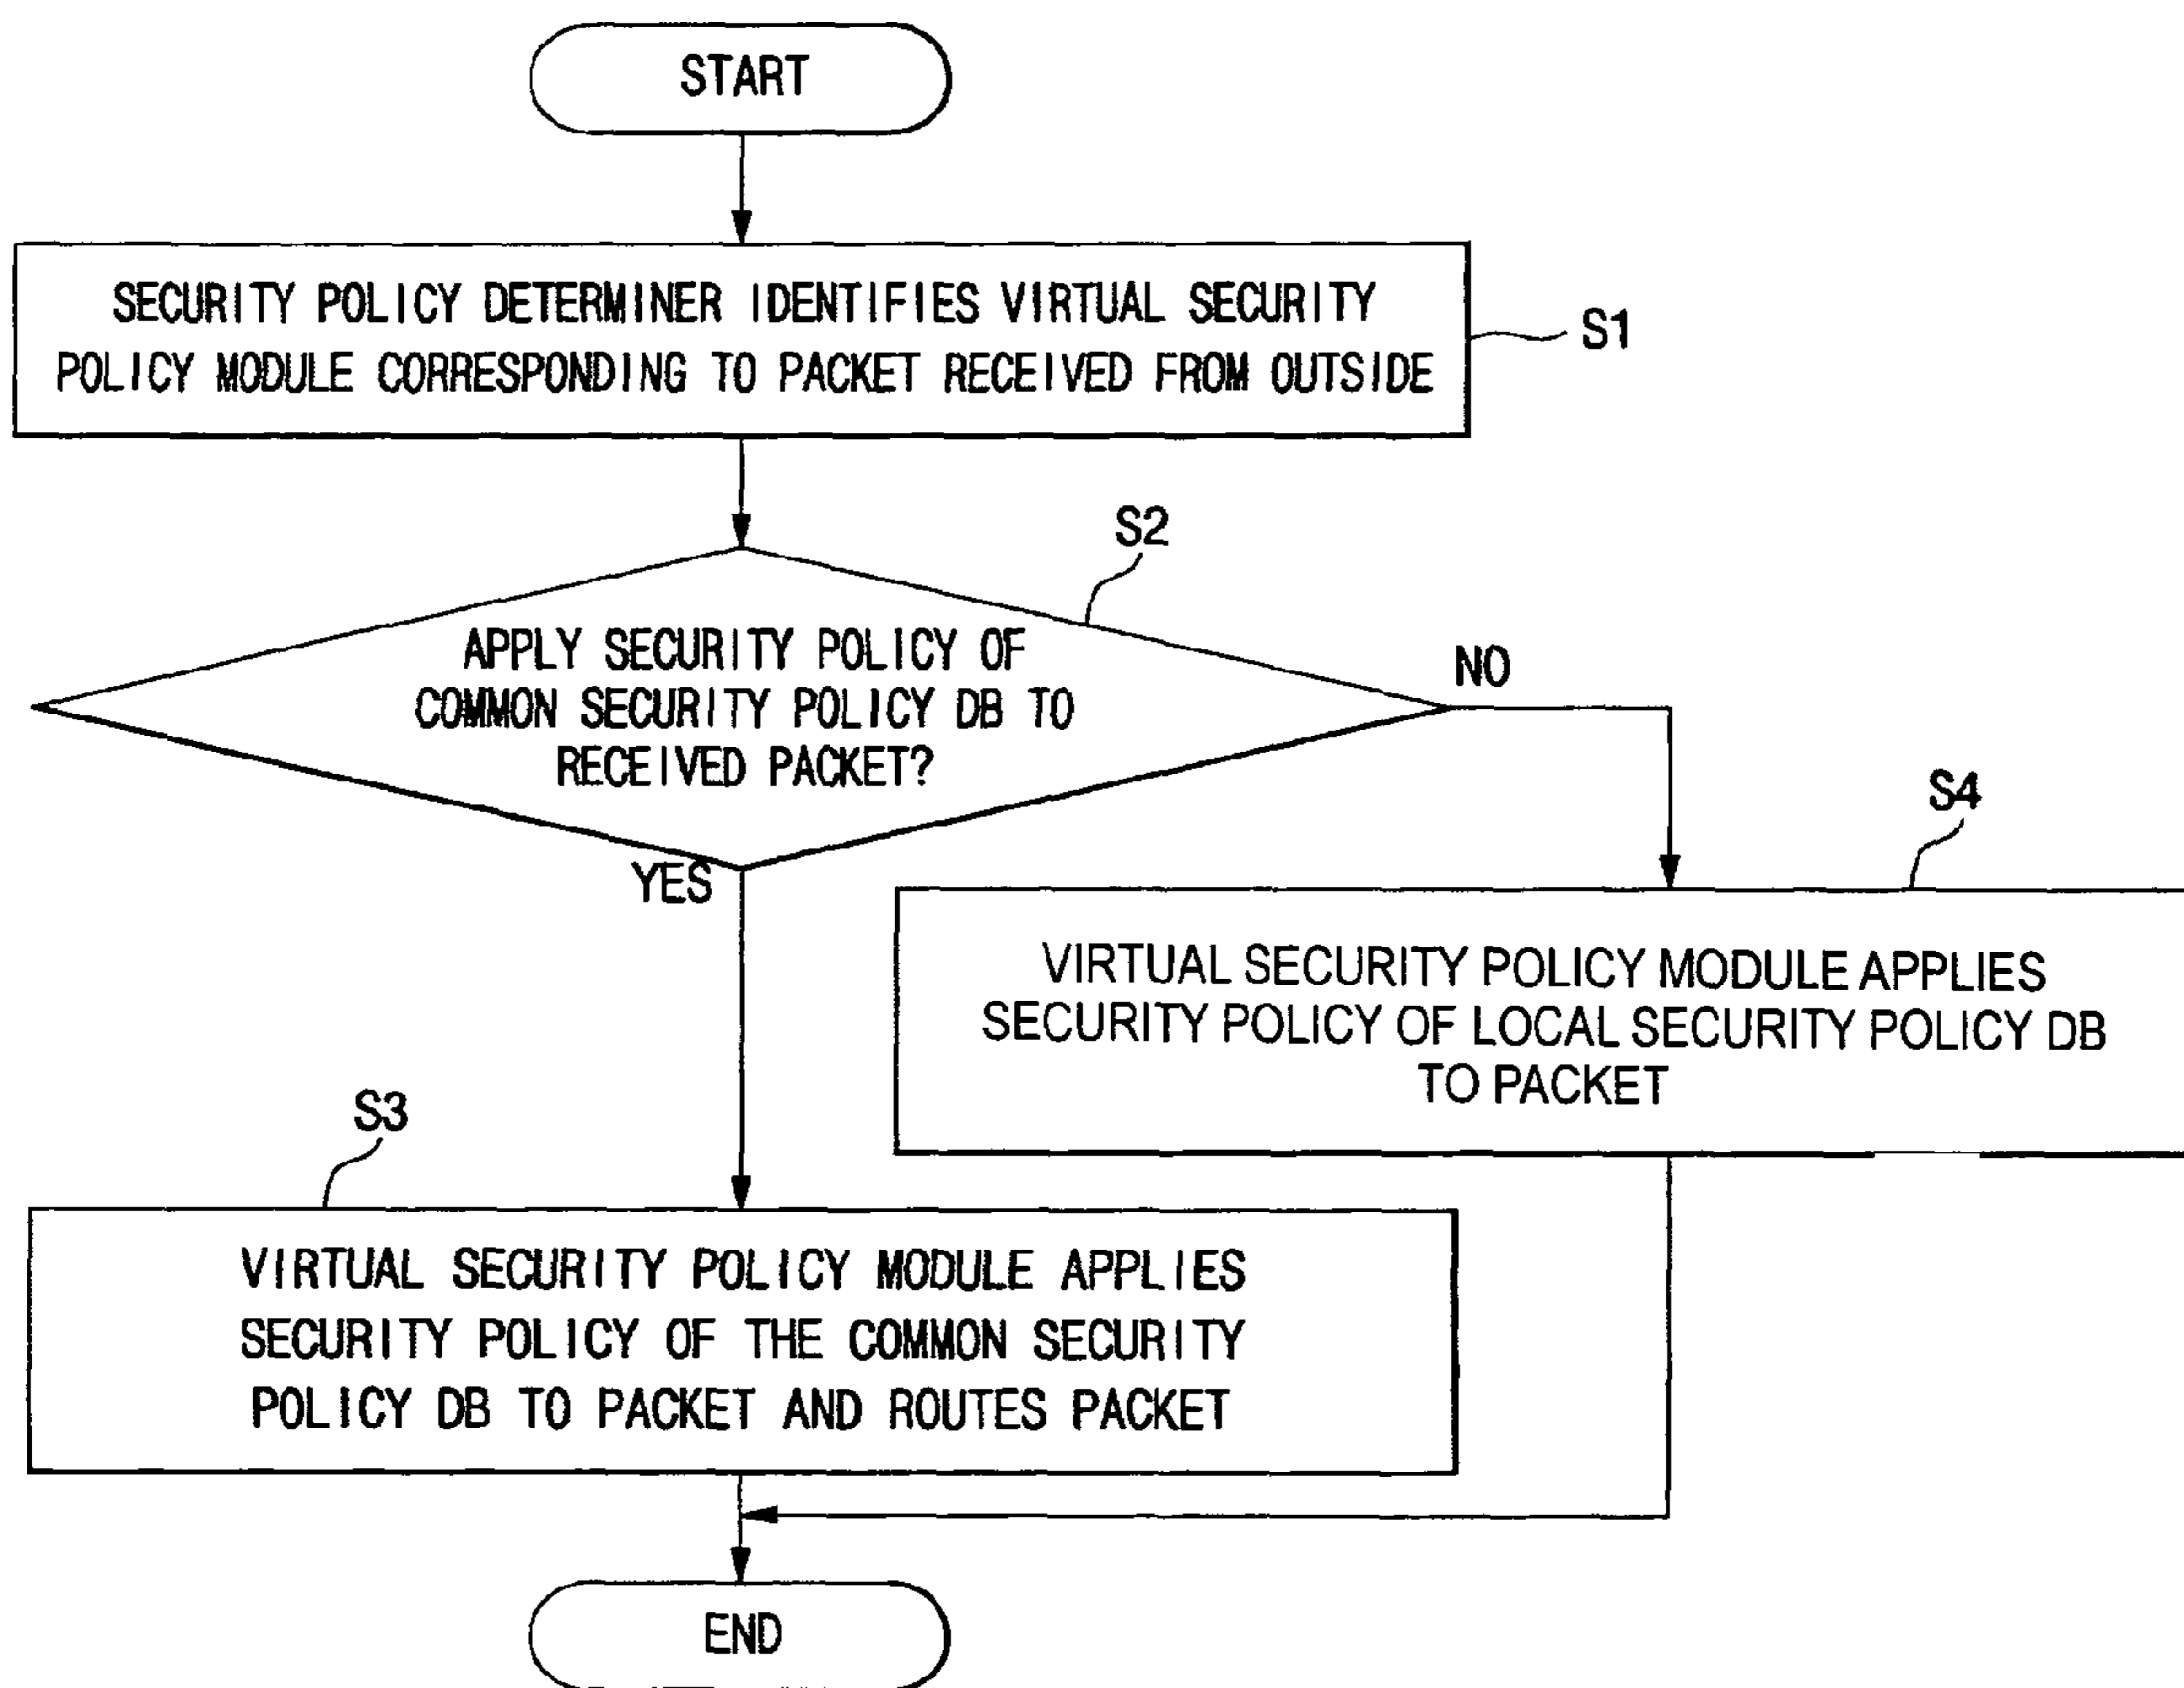 START
SECURITY POLICY DETERMINER IDENTIFIES VIRTUAL SECURITY
POLICY MODULE CORRESPONDING TO PACKET RECEIVED FROM OUTSIDE
S1
S2
APPLY SECURITY POLICY OF
COMMON SECURITY POLICY DB TO
RECEIVED PACKET?
NO
YES
S4
VIRTUAL SECURITY POLICY MODULE APPLIES
SECURITY POLICY OF LOCAL SECURITY POLICY DB
TO PACKET
S3
VIRTUAL SECURITY POLICY MODULE APPLIES
SECURITY POLICY OF THE COMMON SECURITY
POLICY DB TO PACKET AND ROUTES PACKET
END